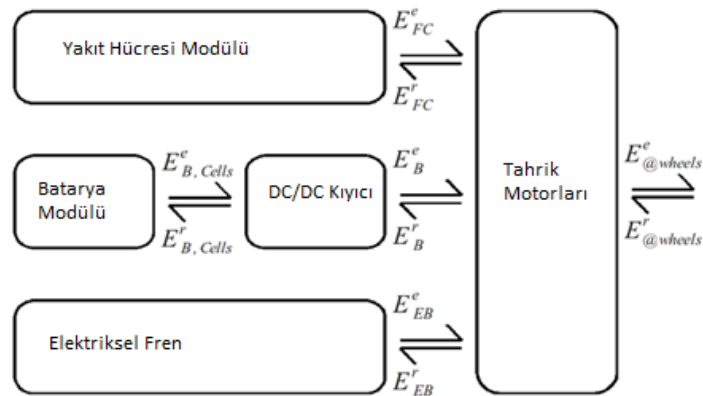 Yakıt Hücresi Modülü
E^e_FC
E^r_FC
Batarya
Modülü
E^e_B, Cells
E^r_B, Cells
DC/DC Kıyıcı
E^e_B
E^r_B
Tahrik
Motorları
E^e_@wheels
E^r_@wheels
Elektriksel Fren
E^e_EB
E^r_EB